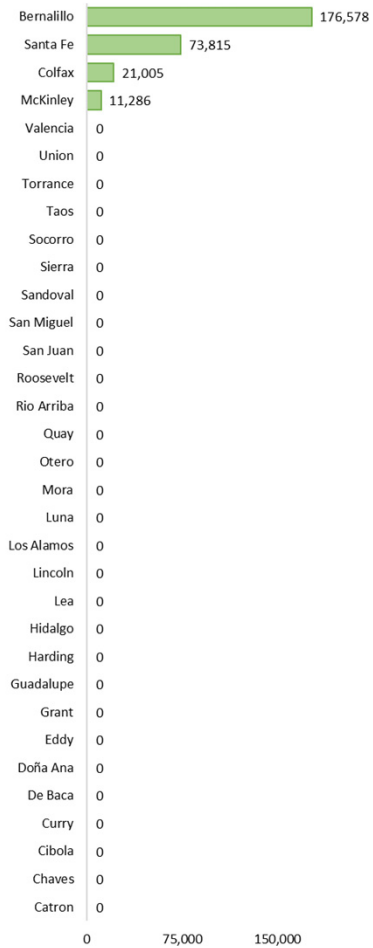 Bernalillo 176,578
Santa Fe 73,815
Colfax 21,005
McKinley 11,286
Valencia 0
Union 0
Torrance 0
Taos 0
Socorro 0
Sierra 0
Sandoval 0
San Miguel 0
San Juan 0
Roosevelt 0
Rio Arriba 0
Quay 0
Otero 0
Mora 0
Luna 0
Los Alamos 0
Lincoln 0
Lea 0
Hidalgo 0
Harding 0
Guadalupe 0
Grant 0
Eddy 0
Doña Ana 0
De Baca 0
Curry 0
Cibola 0
Chaves 0
Catron 0
0 75,000 150,000